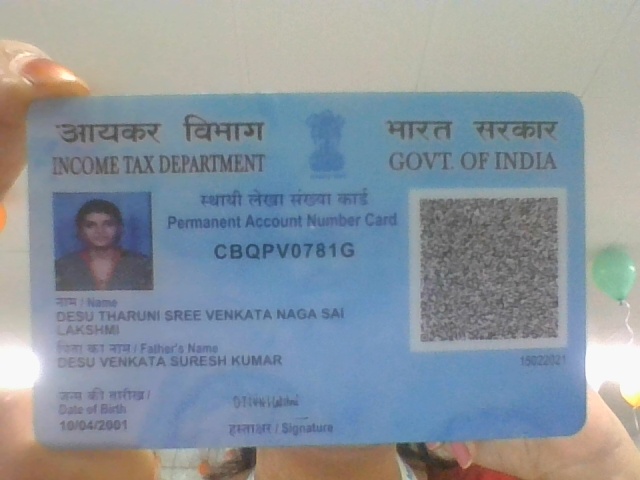 आयकर विभाग
INCOME TAX DEPARTMENT
भारत सरकार
GOVT. OF INDIA
स्थायी लेखा संख्या कार्ड
Permanent Account Number Card
CBQPV0781G
नाम / Name
DESU THARUNI SREE VENKATA NAGA SAI
LAKSHMI
पिता का नाम / Father's Name
DESU VENKATA SURESH KUMAR
15022021
जन्म की तारीख /
Date of Birth
10/04/2001
हस्ताक्षर / Signature